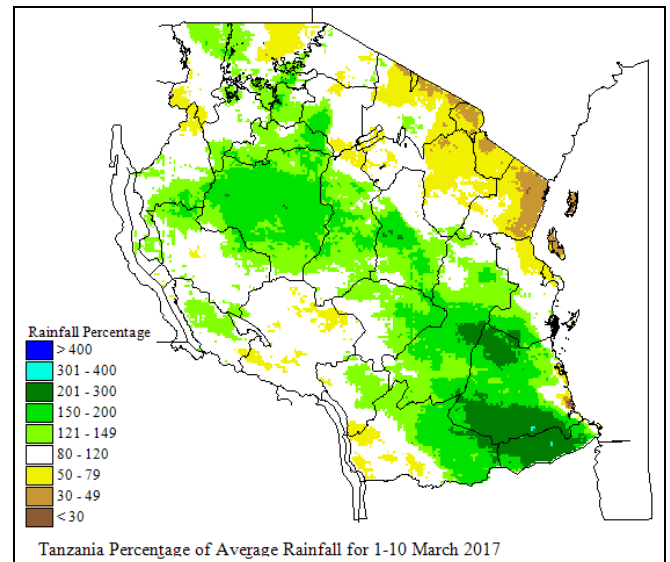 Rainfall Percentage
> 400
301 - 400
201 - 300
150 - 200
121 - 149
80 - 120
50 - 79
30 - 49
< 30
Tanzania Percentage of Average Rainfall for 1-10 March 2017